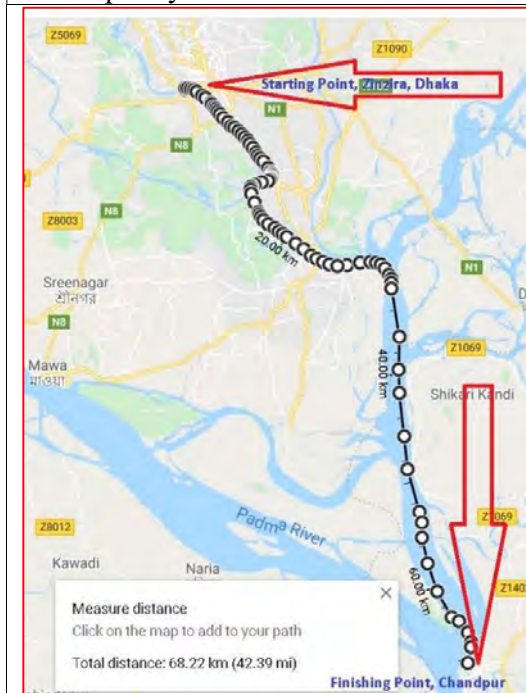 Z5069
Z1090
Starting Point, Zinzira, Dhaka
N1
N8
N8
Z8003
20.00 km
Sreenagar
শ্রীনগর
N1
N8
40.00 km
Z1069
Mawa
মাওয়া
Shikari Kandi
Padma River
Z8012
Z1069
Kawadi
Naria
60.00 km
Z1402
Measure distance
Click on the map to add to your path
Total distance: 68.22 km (42.39 mi)
Finishing Point, Chandpur